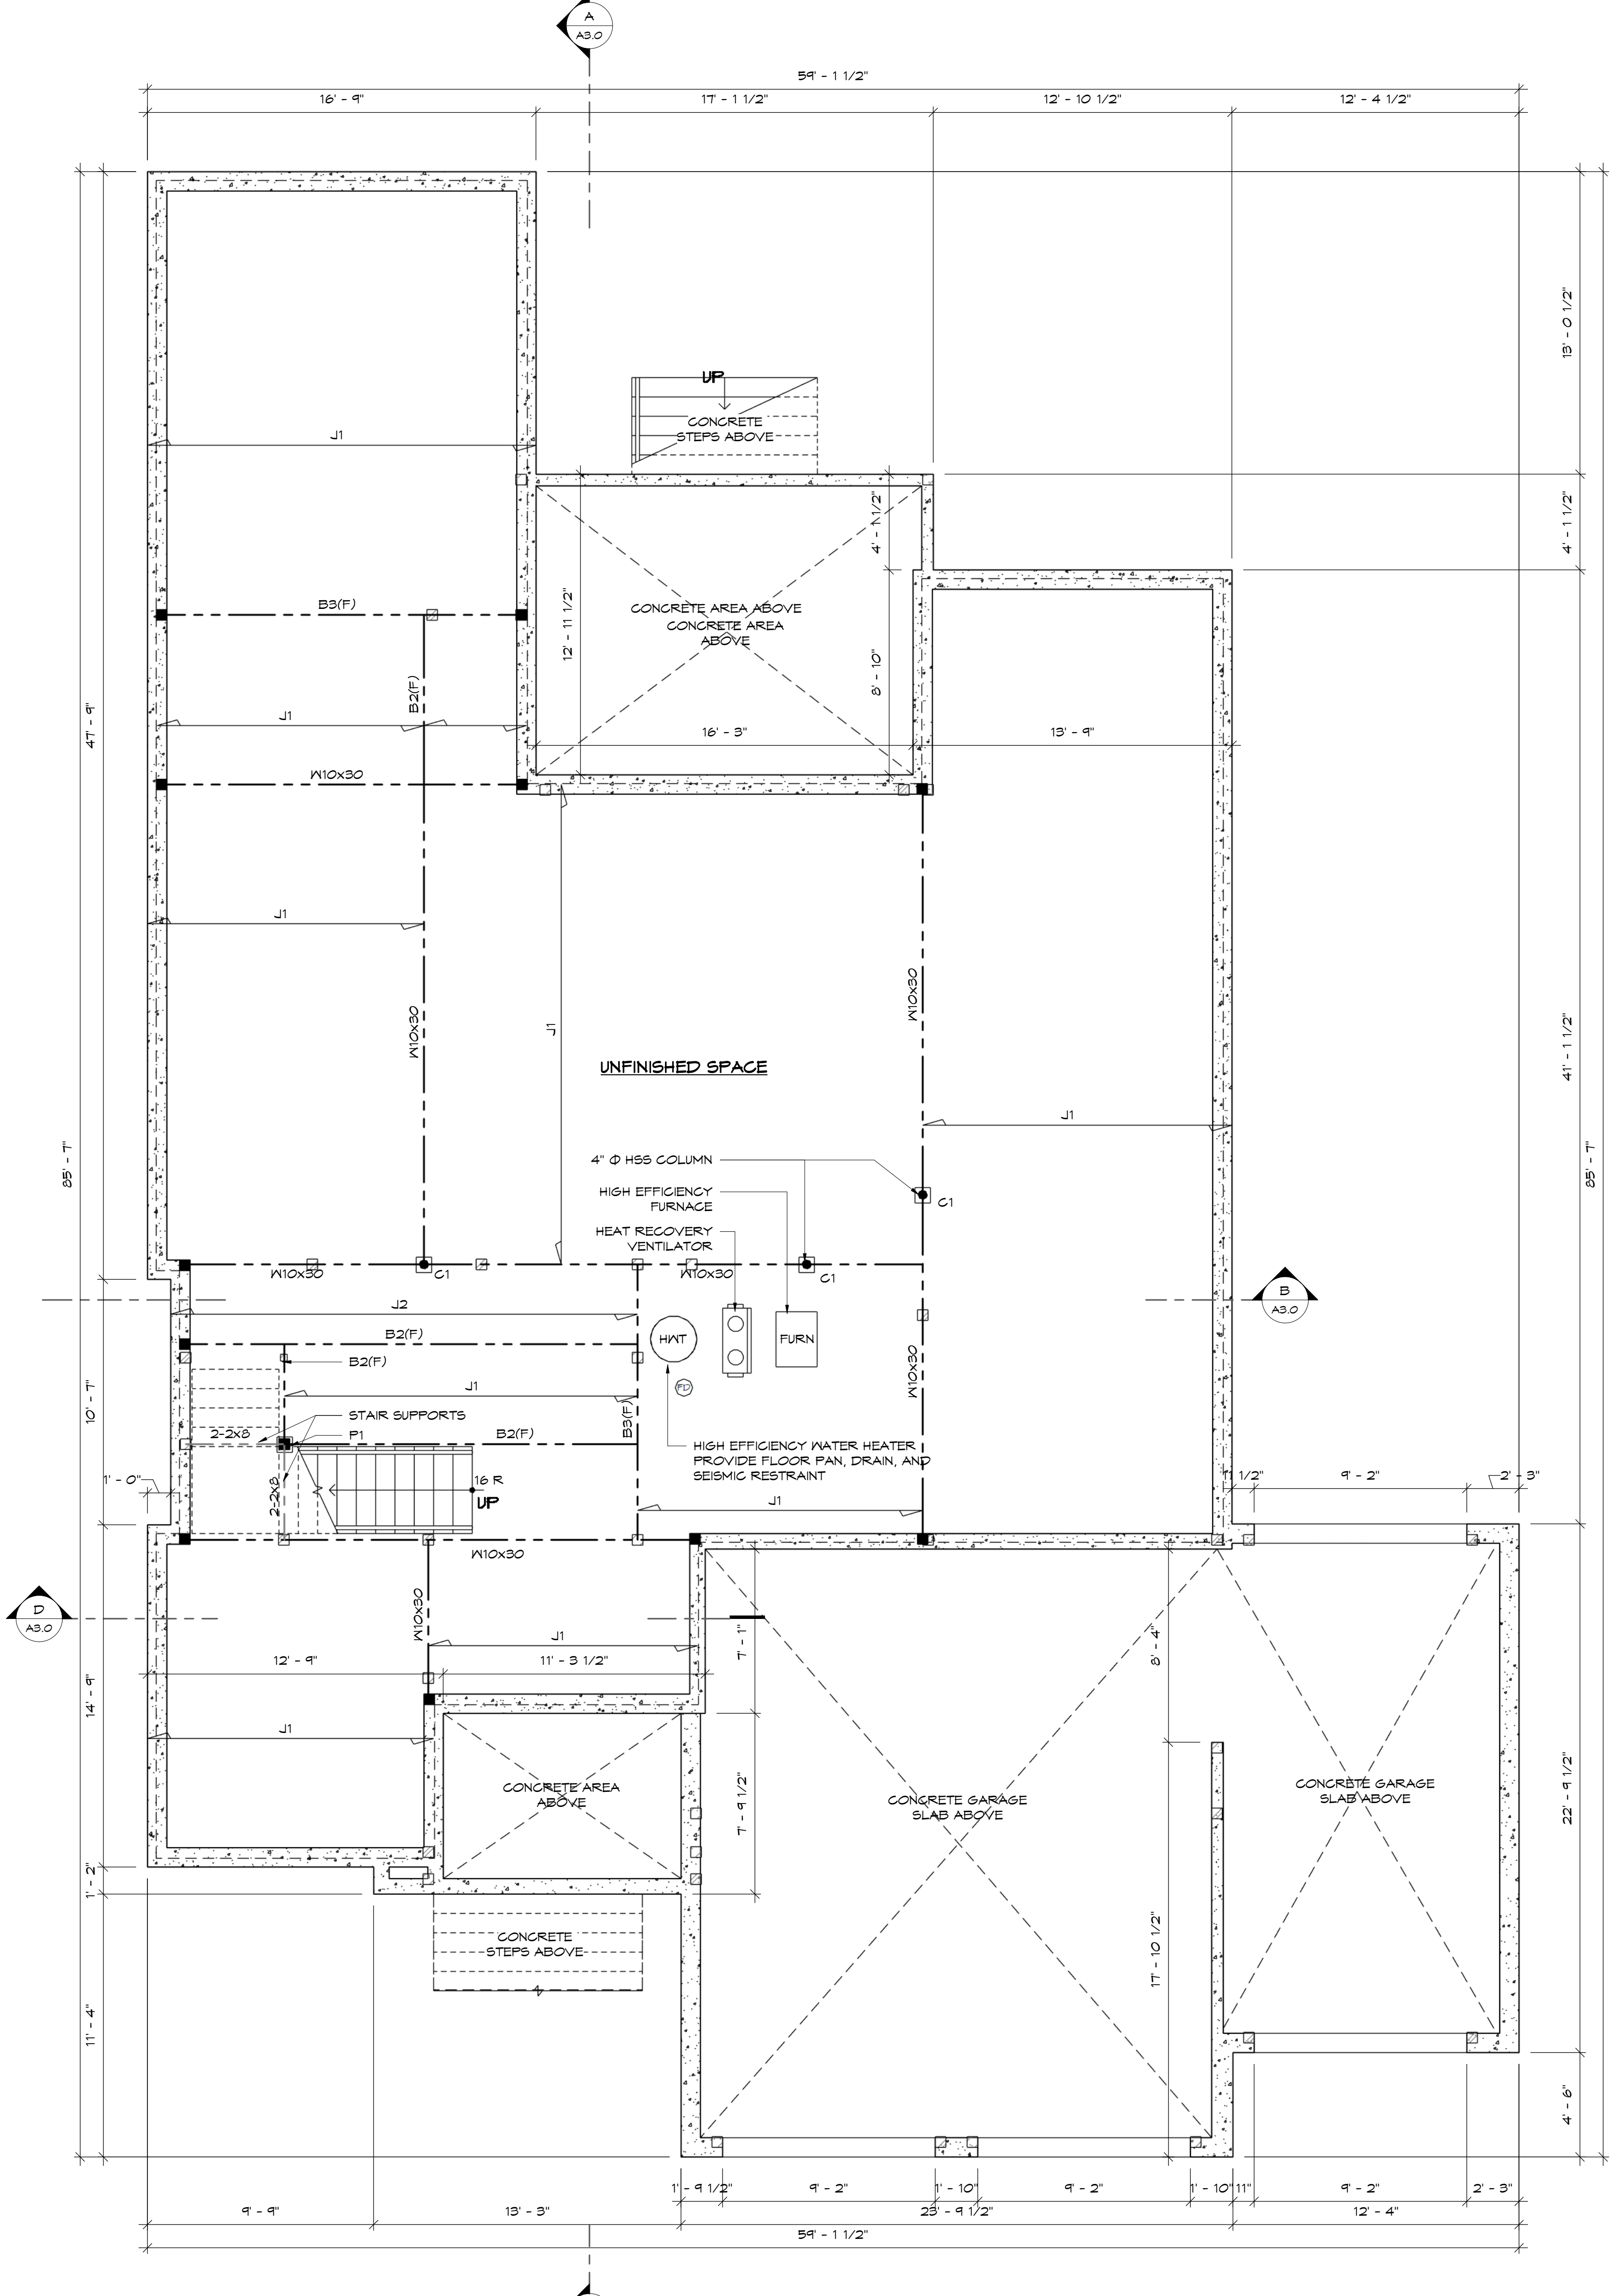 A
A3.0
59' - 1 1/2"
16' - 9"
17' - 1 1/2"
12' - 10 1/2"
12' - 4 1/2"
13' - 0 1/2"
UP
CONCRETE
STEPS ABOVE
J1
4' - 1 1/2"
4' - 1 1/2"
B3(F)
CONCRETE AREA ABOVE
CONCRETE AREA
ABOVE
12' - 11 1/2"
8' - 10"
B2(F)
J1
47' - 9"
16' - 3"
13' - 9"
W10x30
J1
W10x30
J1
W10x30
41' - 1 1/2"
UNFINISHED SPACE
J1
85' - 7"
85' - 7"
4" Φ HSS COLUMN
HIGH EFFICIENCY
FURNACE
C1
HEAT RECOVERY
VENTILATOR
W10x30
C1
W10x30
C1
B
A3.0
J2
B2(F)
HWT
FURN
B2(F)
W10x30
J1
FD
10' - 7"
STAIR SUPPORTS
B3(F)
2-2x8
P1
B2(F)
HIGH EFFICIENCY WATER HEATER
PROVIDE FLOOR PAN, DRAIN, AND
SEISMIC RESTRAINT
1' - 0"
2-2x8
16 R
UP
J1
11 1/2"
9' - 2"
2' - 3"
W10x30
D
A3.0
W10x30
J1
7' - 1"
8' - 4"
12' - 9"
11' - 3 1/2"
14' - 9"
J1
CONCRETE AREA
ABOVE
7' - 9 1/2"
CONCRETE GARAGE
SLAB ABOVE
CONCRETE GARAGE
SLAB ABOVE
22' - 9 1/2"
1' - 2"
CONCRETE
STEPS ABOVE
17' - 10 1/2"
11' - 4"
4' - 6"
1' - 9 1/2"
9' - 2"
1' - 10"
9' - 2"
1' - 10"
11"
9' - 2"
2' - 3"
9' - 9"
13' - 3"
23' - 9 1/2"
12' - 4"
59' - 1 1/2"